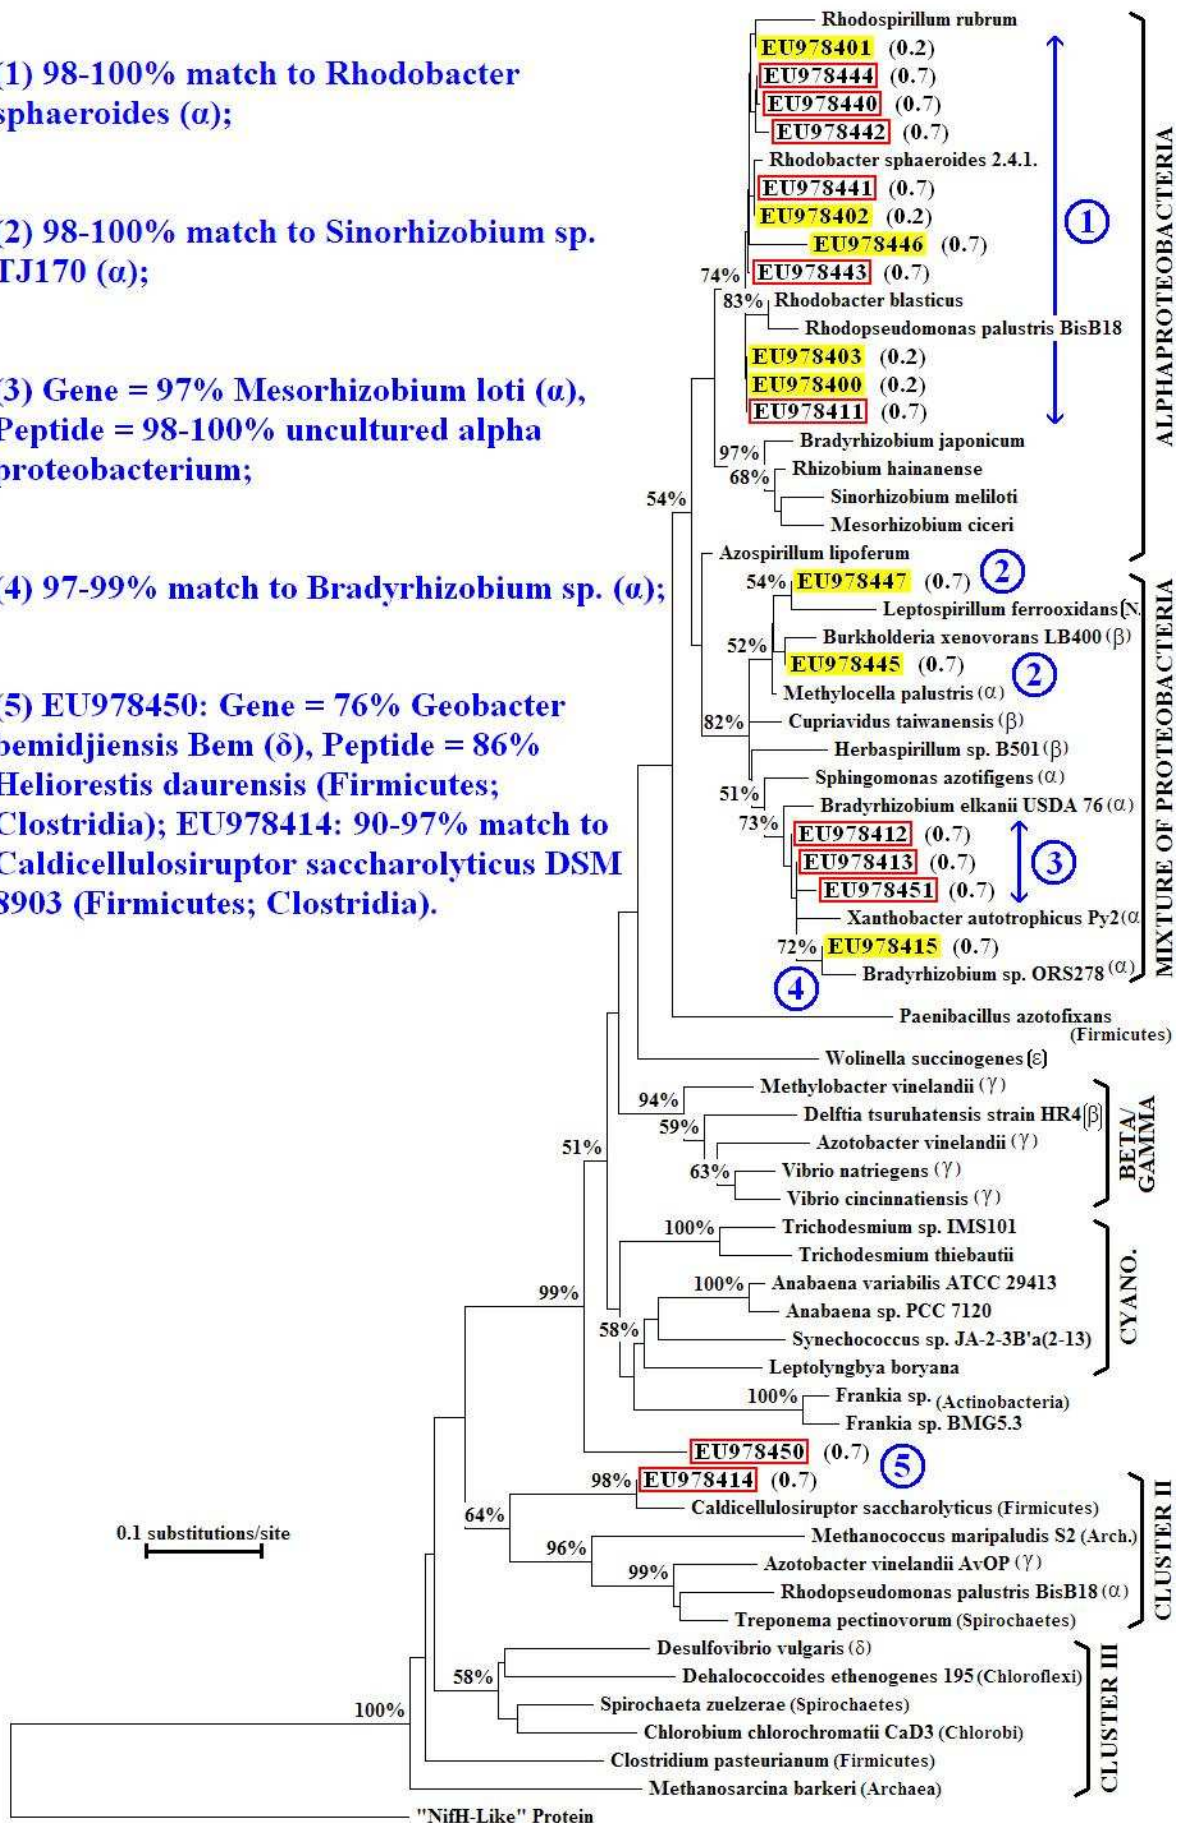 Rhodospirillum rubrum
EU978401 (0.2)
(1) 98-100% match to Rhodobacter
sphaeroides (α);
EU978444 (0.7)
EU978440 (0.7)
EU978442 (0.7)
Rhodobacter sphaeroides 2.4.1.
EU978441 (0.7)
EU978402 (0.2)
1
ALPHAPROTEOBACTERIA
(2) 98-100% match to Sinorhizobium sp.
TJ170 (α);
EU978446 (0.7)
EU978443 (0.7)
74%
83% Rhodobacter blasticus
Rhodopseudomonas palustris BisB18
EU978403 (0.2)
EU978400 (0.2)
EU978411 (0.7)
(3) Gene = 97% Mesorhizobium loti (α),
Peptide = 98-100% uncultured alpha
proteobacterium;
Bradyrhizobium japonicum
97%
Rhizobium hainanense
68%
Sinorhizobium meliloti
54%
Mesorhizobium ciceri
Azospirillum lipoferum
(4) 97-99% match to Bradyrhizobium sp. (α);
54% EU978447 (0.7) 2
Leptospirillum ferrooxidans (N.
Burkholderia xenovorans LB400 (β)
52%
EU978445 (0.7) 2
Methylocella palustris (α)
82% Cupriavidus taiwanensis (β)
Herbaspirillum sp. B501 (β)
Sphingomonas azotifigens (α)
51%
Bradyrhizobium elkanii USDA 76 (α)
73%
EU978412 (0.7)
EU978413 (0.7) 3
EU978451 (0.7)
Xanthobacter autotrophicus Py2 (α
72% EU978415 (0.7)
4 Bradyrhizobium sp. ORS278 (α)
MIXTURE OF PROTEOBACTERIA
(5) EU978450: Gene = 76% Geobacter
bemidjiensis Bem (δ), Peptide = 86%
Heliorestis daurensis (Firmicutes;
Clostridia); EU978414: 90-97% match to
Caldicellulosiruptor saccharolyticus DSM
8903 (Firmicutes; Clostridia).
Paenibacillus azotofixans
(Firmicutes)
Wolinella succinogenes (ε)
Methylobacter vinelandii (γ)
94%
Delftia tsuruhatensis strain HR4 (β)
59%
Azotobacter vinelandii (γ)
51%
63% Vibrio natriegens (γ)
Vibrio cincinnatiensis (γ)
BETA/
GAMMA
100% Trichodesmium sp. IMS101
Trichodesmium thiebautii
100% Anabaena variabilis ATCC 29413
99%
Anabaena sp. PCC 7120
58%
Synechococcus sp. JA-2-3B'a(2-13)
Leptolyngbya boryana
CYANO.
100% Frankia sp. (Actinobacteria)
Frankia sp. BMG5.3
EU978450 (0.7)
5
98% EU978414 (0.7)
Caldicellulosiruptor saccharolyticus (Firmicutes)
64%
0.1 substitutions/site
Methanococcus maripaludis S2 (Arch.)
96%
Azotobacter vinelandii AvOP (γ)
99%
Rhodopseudomonas palustris BisB18 (α)
Treponema pectinovorum (Spirochaetes)
CLUSTER II
Desulfovibrio vulgaris (δ)
58% Dehalococcoides ethenogenes 195 (Chloroflexi)
Spirochaeta zuelzerae (Spirochaetes)
100%
Chlorobium chlorochromatii CaD3 (Chlorobi)
Clostridium pasteurianum (Firmicutes)
Methanosarcina barkeri (Archaea)
CLUSTER III
"NifH-Like" Protein